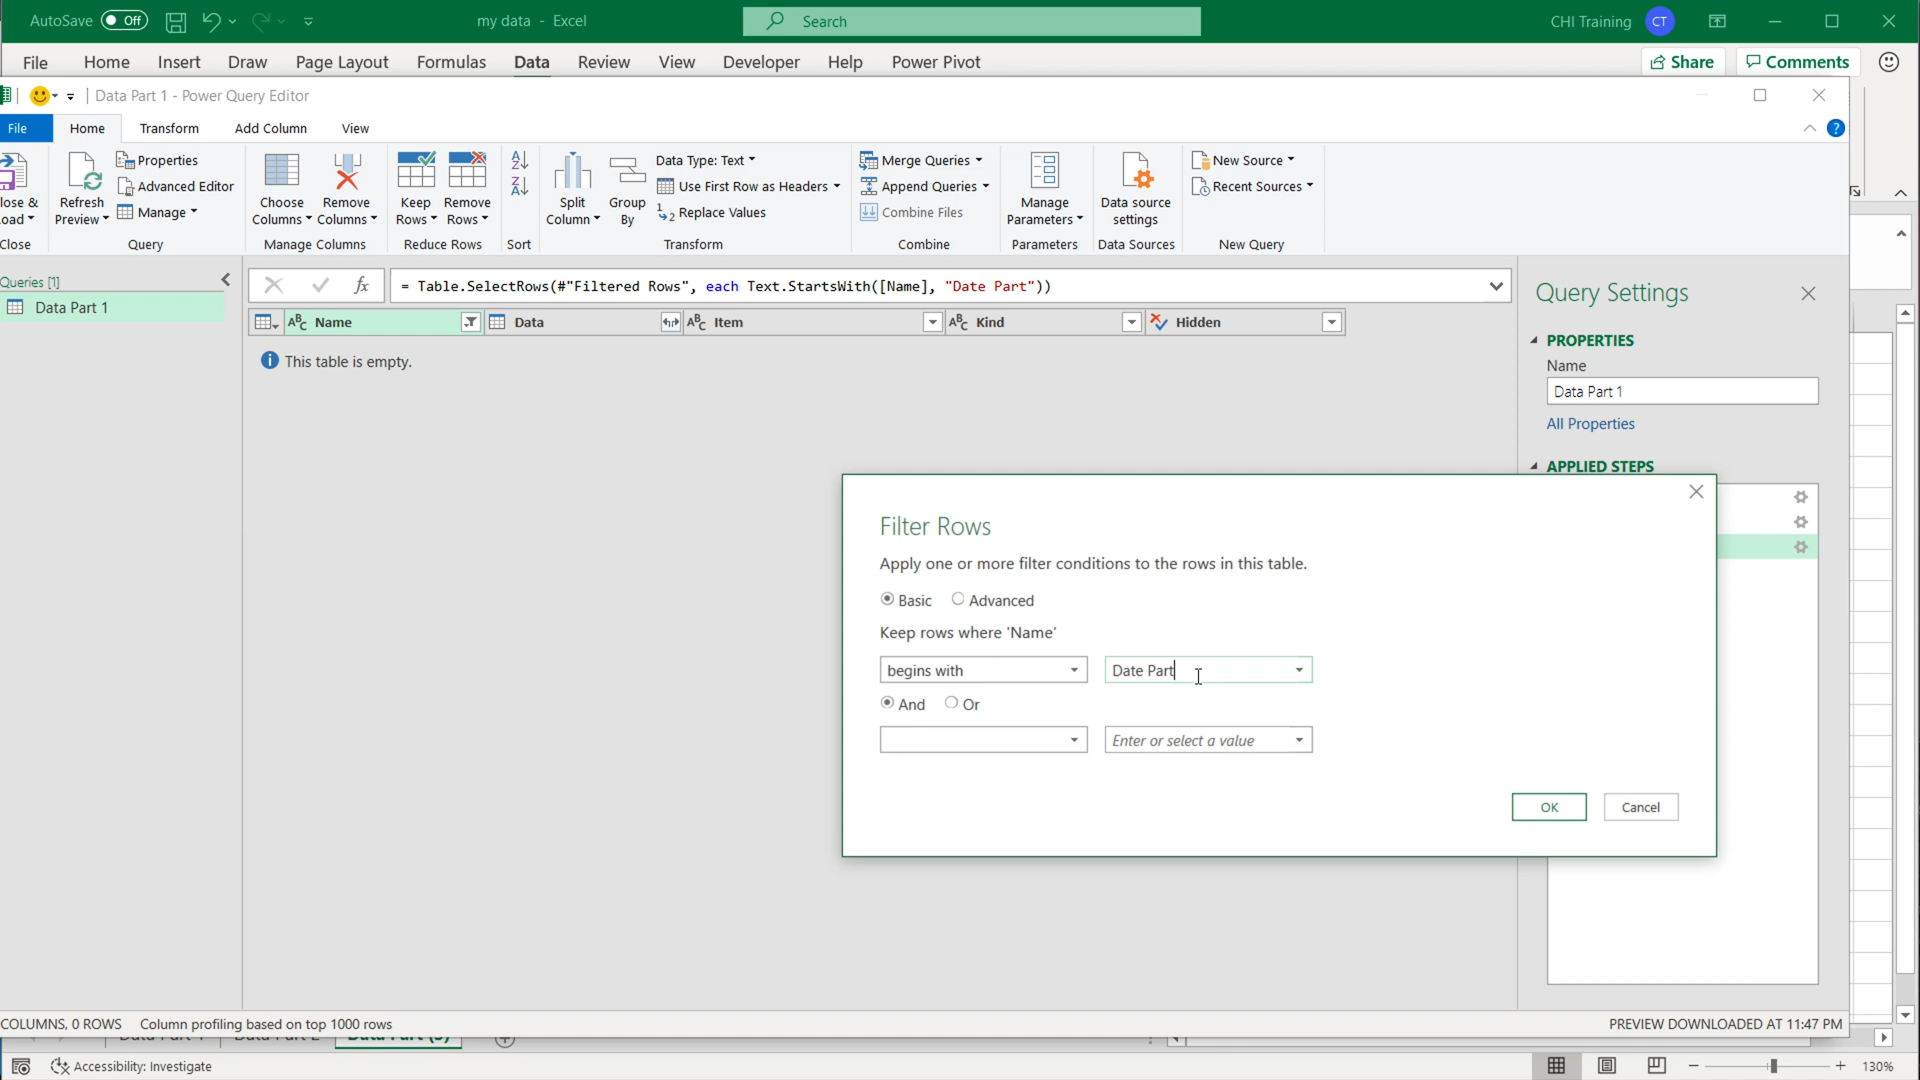 AutoSave Off my data - Excel Search CHI Training CT
File Home Insert Draw Page Layout Formulas Data Review View Developer Help Power Pivot Share Comments
Data Part 1 - Power Query Editor
File Home Transform Add Column View
Properties
Advanced Editor
Manage
Refresh
Preview
Choose
Columns
Remove
Columns
Keep
Rows
Remove
Rows
Split
Column
Group
By
Data Type: Text
Use First Row as Headers
Replace Values
Merge Queries
Append Queries
Combine Files
Manage
Parameters
Data source
settings
New Source
Recent Sources
lose &
oad
Close Query Manage Columns Reduce Rows Sort Transform Combine Parameters Data Sources New Query
Queries [1]
Data Part 1
fx = Table.SelectRows(#"Filtered Rows", each Text.StartsWith([Name], "Date Part"))
ABC Name Data ABC Item ABC Kind Hidden
This table is empty.
Query Settings
PROPERTIES
Name
Data Part 1
All Properties
APPLIED STEPS
Filter Rows
Apply one or more filter conditions to the rows in this table.
Basic Advanced
Keep rows where 'Name'
begins with Date Part
And Or
Enter or select a value
OK Cancel
COLUMNS, 0 ROWS Column profiling based on top 1000 rows PREVIEW DOWNLOADED AT 11:47 PM
Accessibility: Investigate 130%